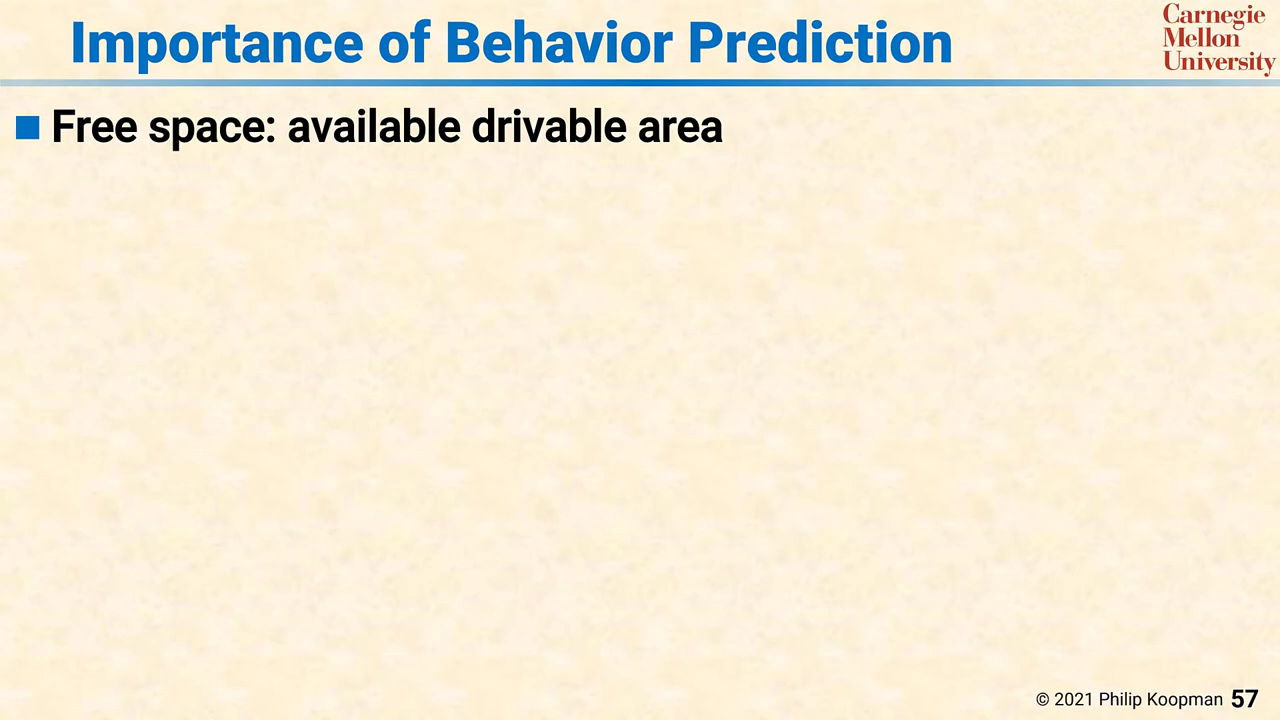 Importance of Behavior Prediction
Carnegie
Mellon
University
Free space: available drivable area
© 2021 Philip Koopman 57